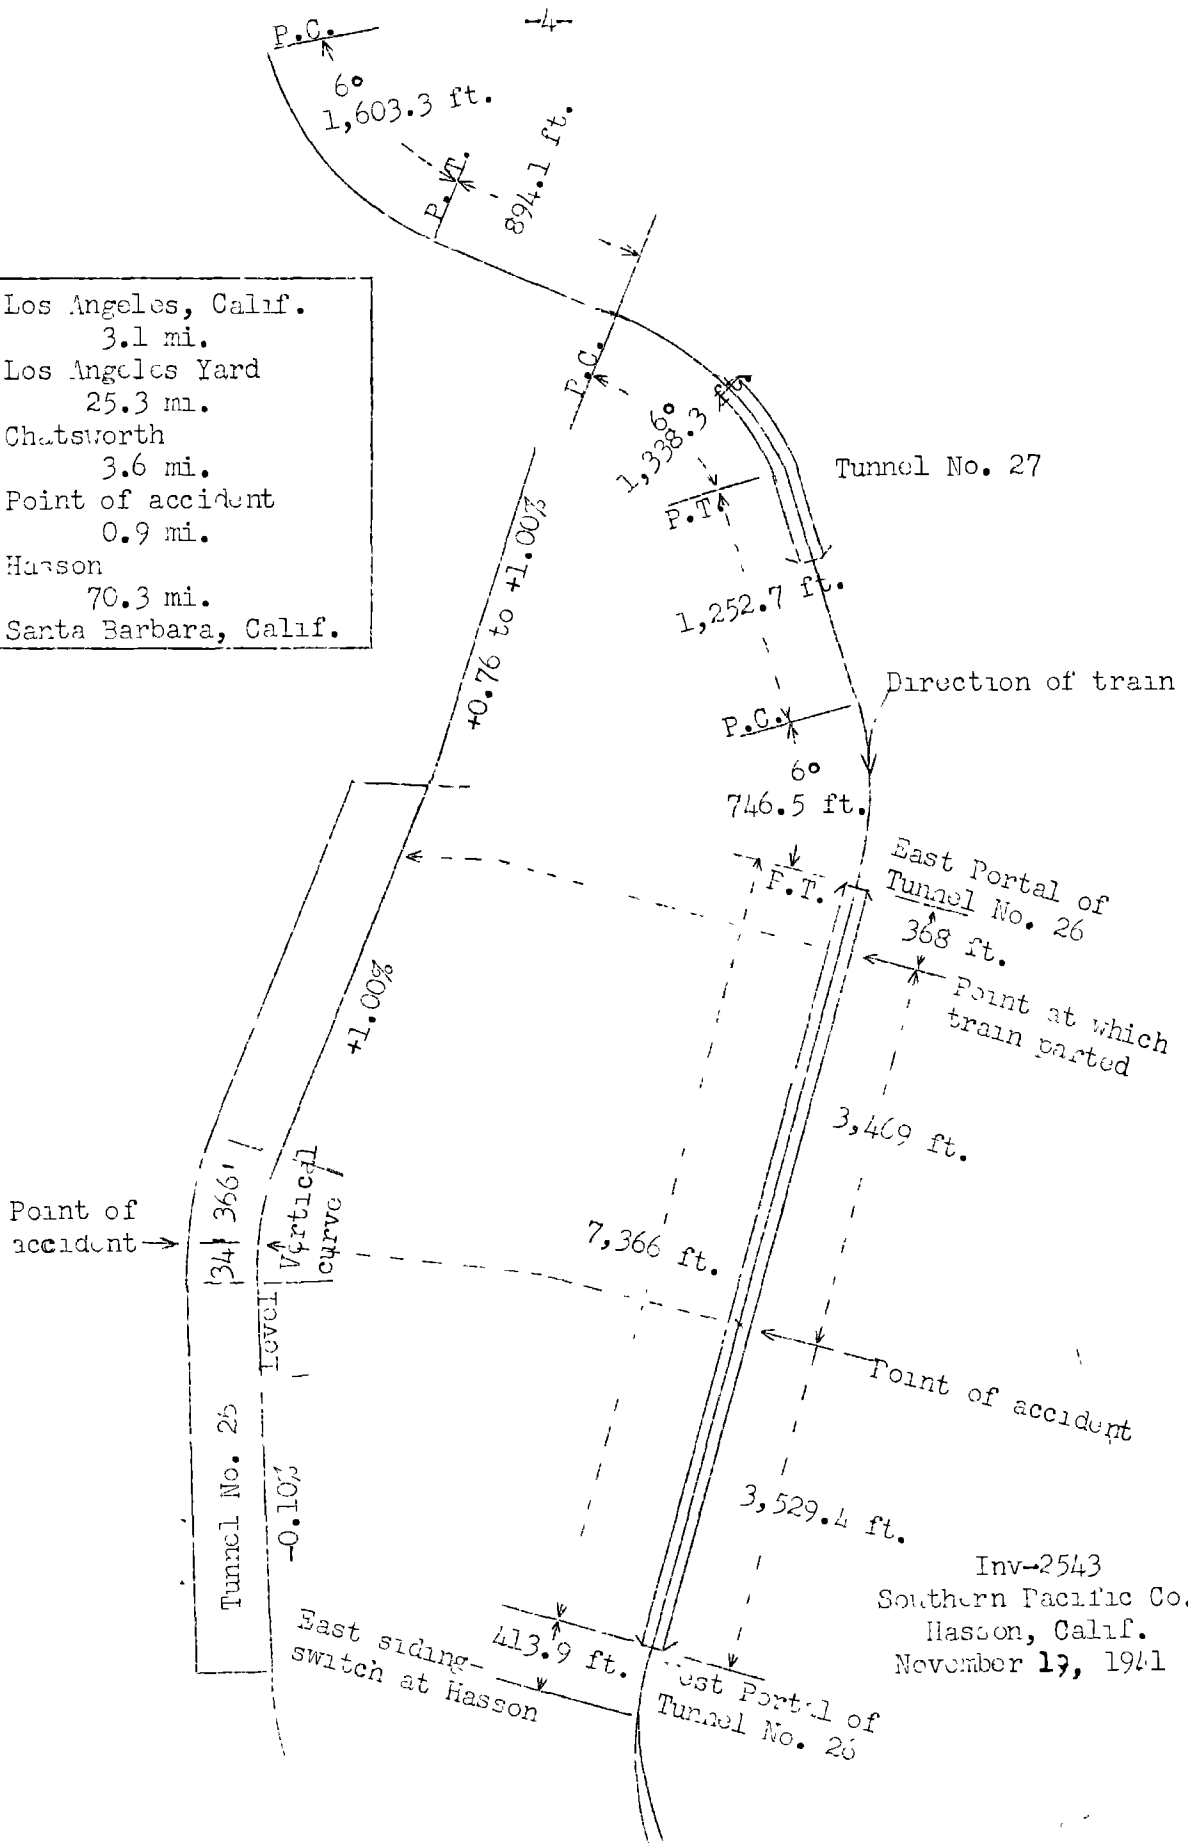 -4-
P.C.
6°
1,603.3 ft.
P.T.
894.1 ft.
Los Angeles, Calif.
3.1 mi.
Los Angeles Yard
25.3 mi.
Chatsworth
3.6 mi.
Point of accident
0.9 mi.
Hasson
70.3 mi.
Santa Barbara, Calif.
P.C.
6°
1,338.3 ft.
P.T.
Tunnel No. 27
+0.76 to +1.00%
1,252.7 ft.
Direction of train
P.C.
6°
746.5 ft.
P.T.
East Portal of
Tunnel No. 26
368 ft.
Point at which
train parted
+1.00%
3,469 ft.
Point of
accident
34'
366'
Vertical
curve
7,366 ft.
Level
Point of accident
Tunnel No. 26
-0.10%
3,529.4 ft.
East siding
switch at Hasson
413.9 ft.
West Portal of
Tunnel No. 26
Inv-2543
Southern Pacific Co.
Hasson, Calif.
November 19, 1941